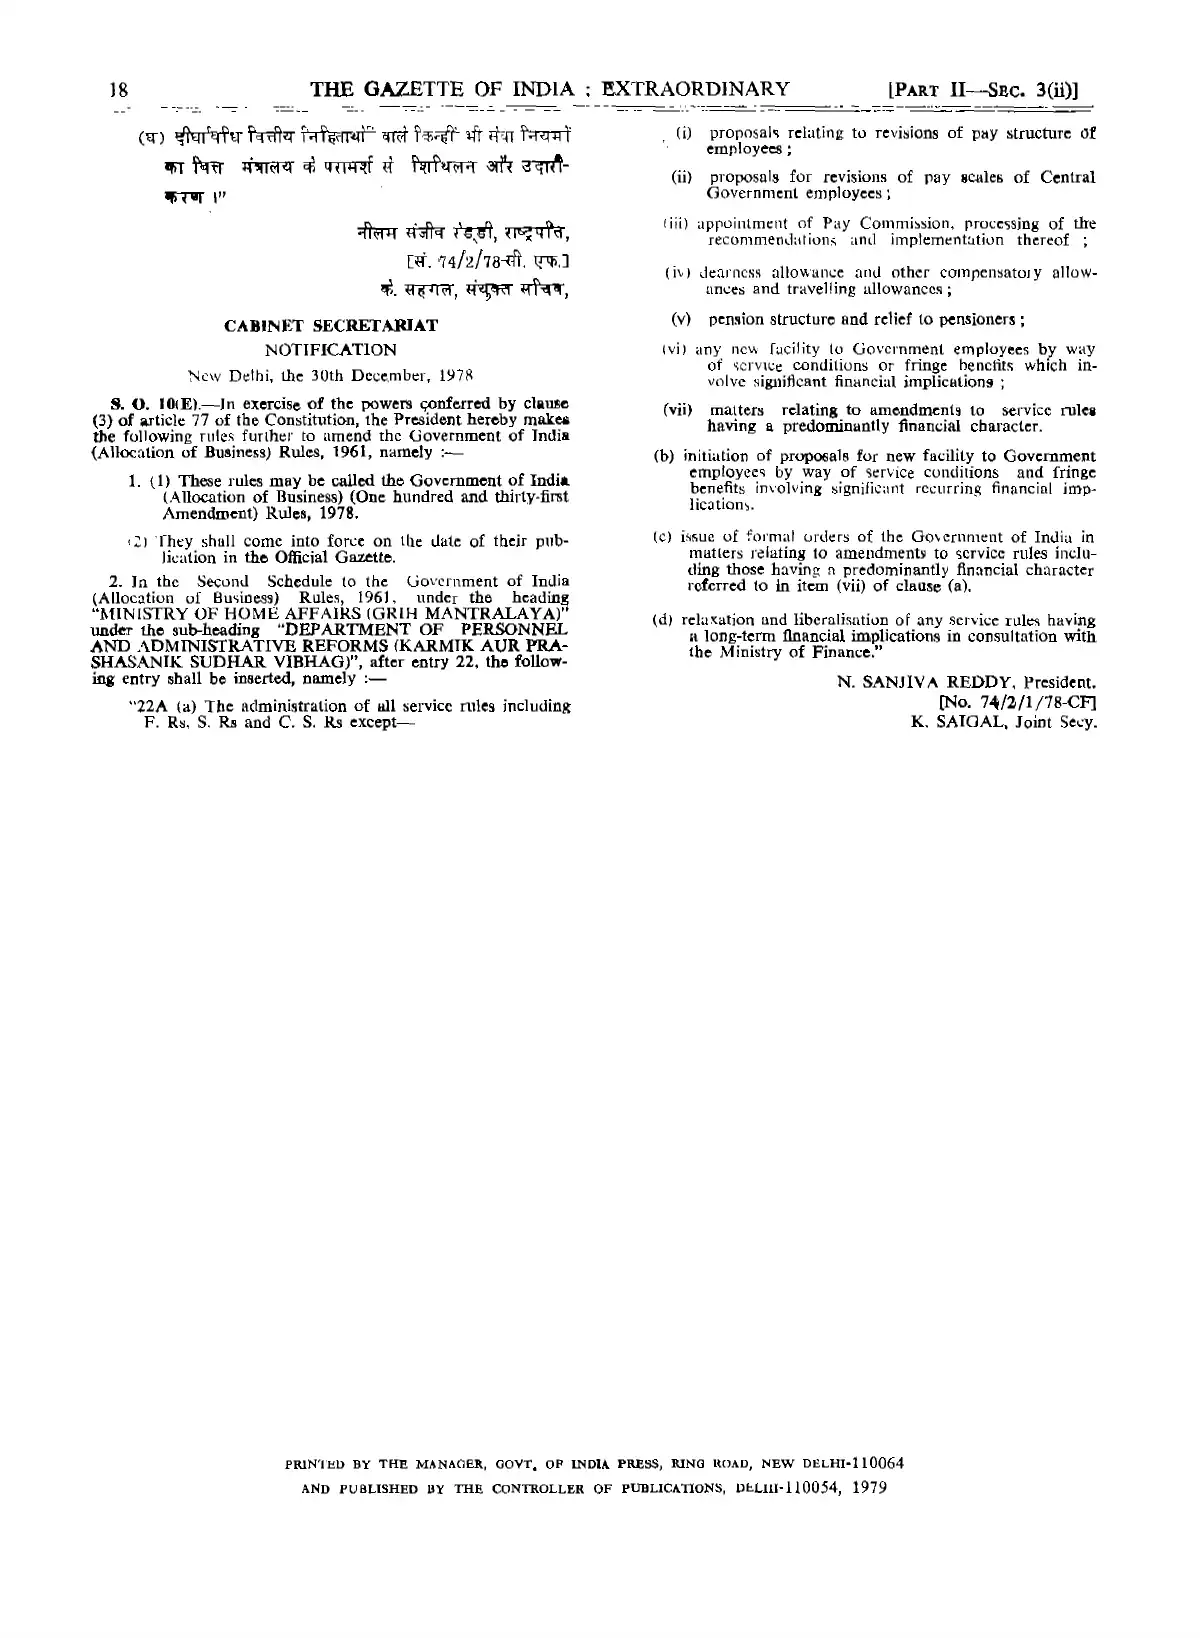 18 THE GAZETTE OF INDIA : EXTRAORDINARY [PART II—SEC. 3(ii)]
(घ) दीर्घावधि वित्तीय निहितार्थों वाले किन्हीं भी सेवा नियमों
का वित्त मंत्रालय के परामर्श से शिथिलन और उदारी-
करण ।”
नीलम संजीव रेड्डी, राष्ट्रपति,
[सं. 74/2/78-सी. एफ.]
के. सहगल, संयुक्त सचिव,
CABINET SECRETARIAT
NOTIFICATION
New Delhi, the 30th December, 1978
S. O. 10(E).—In exercise of the powers conferred by clause
(3) of article 77 of the Constitution, the President hereby makes
the following rules further to amend the Government of India
(Allocation of Business) Rules, 1961, namely :—
1. (1) These rules may be called the Government of India
(Allocation of Business) (One hundred and thirty-first
Amendment) Rules, 1978.
(2) They shall come into force on the date of their pub-
lication in the Official Gazette.
2. In the Second Schedule to the Government of India
(Allocation of Business) Rules, 1961, under the heading
“MINISTRY OF HOME AFFAIRS (GRIH MANTRALAYA)”
under the sub-heading “DEPARTMENT OF PERSONNEL
AND ADMINISTRATIVE REFORMS (KARMIK AUR PRA-
SHASANIK SUDHAR VIBHAG)”, after entry 22, the follow-
ing entry shall be inserted, namely :—
“22A (a) The administration of all service rules including
F. Rs, S. Rs and C. S. Rs except—
(i) proposals relating to revisions of pay structure of
employees ;
(ii) proposals for revisions of pay scales of Central
Government employees ;
(iii) appointment of Pay Commission, processing of the
recommendations and implementation thereof ;
(iv) dearness allowance and other compensatory allow-
ances and travelling allowances ;
(v) pension structure and relief to pensioners ;
(vi) any new facility to Government employees by way
of service conditions or fringe benefits which in-
volve significant financial implications ;
(vii) matters relating to amendments to service rules
having a predominantly financial character.
(b) initiation of proposals for new facility to Government
employees by way of service conditions and fringe
benefits involving significant recurring financial imp-
lications.
(c) issue of formal orders of the Government of India in
matters relating to amendments to service rules inclu-
ding those having a predominantly financial character
referred to in item (vii) of clause (a).
(d) relaxation and liberalisation of any service rules having
a long-term financial implications in consultation with
the Ministry of Finance.”
N. SANJIVA REDDY, President.
[No. 74/2/1/78-CF]
K. SAIGAL, Joint Secy.
PRINTED BY THE MANAGER, GOVT. OF INDIA PRESS, RING ROAD, NEW DELHI-110064
AND PUBLISHED BY THE CONTROLLER OF PUBLICATIONS, DELHI-110054, 1979